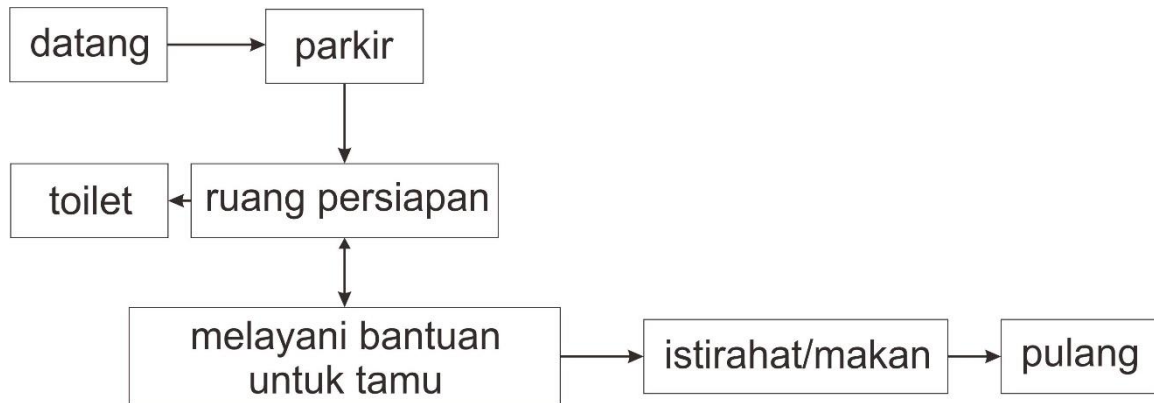 datang
parkir
toilet
ruang persiapan
melayani bantuan
untuk tamu
istirahat/makan
pulang